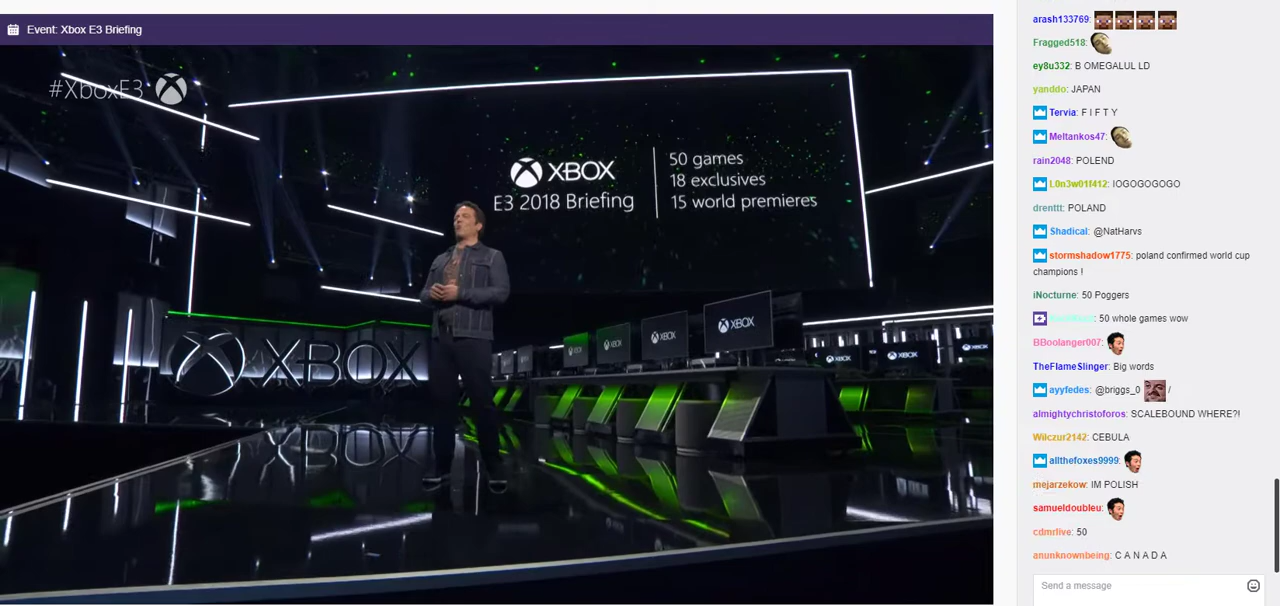 Event: Xbox E3 Briefing
#XboxE3
XBOX
E3 2018 Briefing
50 games
18 exclusives
15 world premieres
XBOX
XBOX
XBOX
XBOX
XBOX
XBOX
XBOX
arash133769:
Fragged518:
ey8u332: B OMEGALUL LD
yanddo: JAPAN
Tervia: F I F T Y
Meltankos47:
rain2048: POLEND
L0n3w01f412: IOGOGOGOGO
drenttt: POLAND
Shadical: @NatHarvs
stormshadow1775: poland confirmed world cup
champions !
iNocturne: 50 Poggers
: 50 whole games wow
BBoolanger007:
TheFlameSlinger: Big words
ayyfedes: @briggs_0 /
almightychristoforos: SCALEBOUND WHERE?!
Wilczur2142: CEBULA
allthefoxes9999:
mejarzekow: IM POLISH
samueldoubleu:
cdmrlive: 50
anunknownbeing: C A N A D A
Send a message